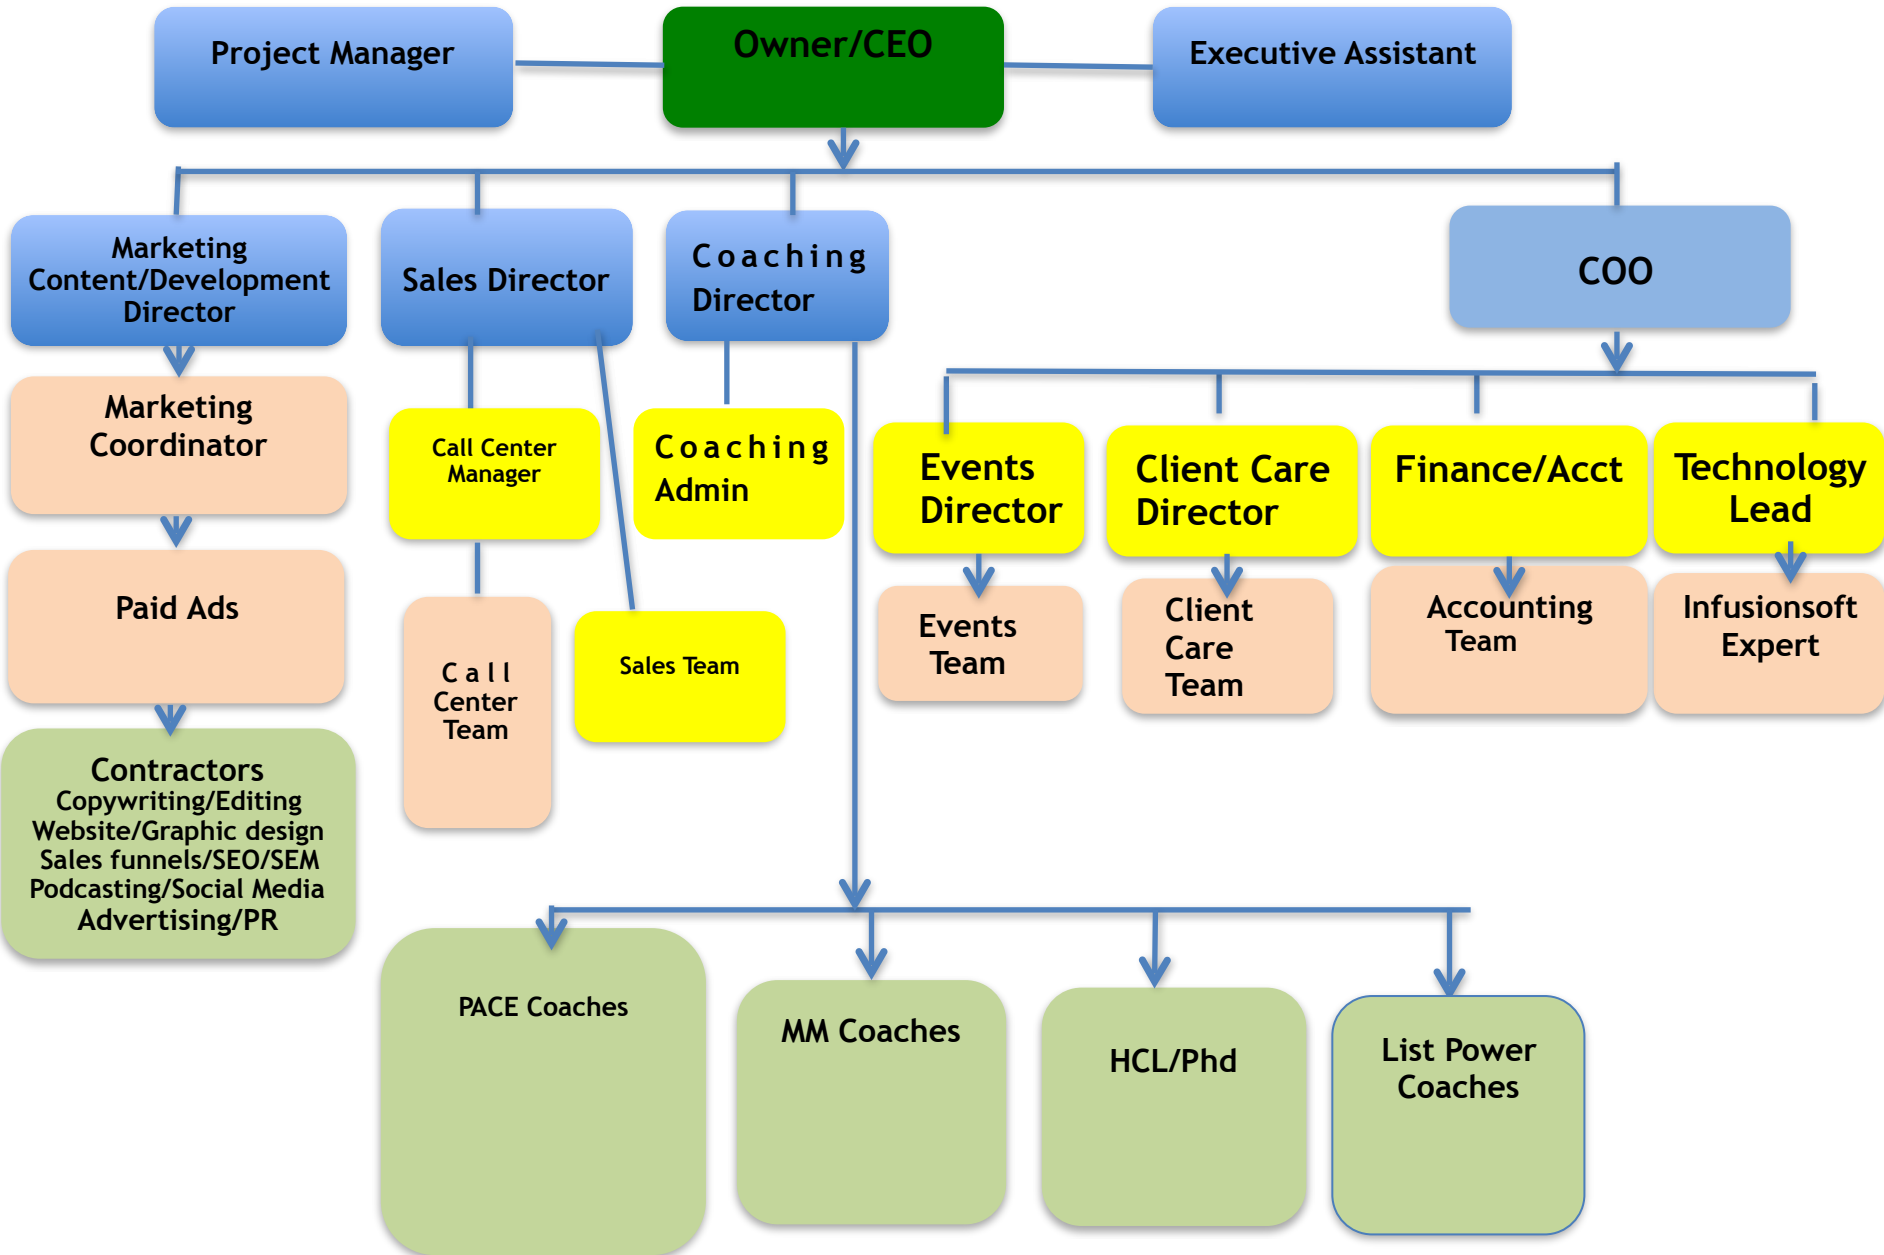 Project Manager
Owner/CEO
Executive Assistant
Marketing
Content/Development
Director
Sales Director
Coaching
Director
COO
Marketing
Coordinator
Call Center
Manager
Coaching
Admin
Events
Director
Client Care
Director
Finance/Acct
Technology
Lead
Paid Ads
Call
Center
Team
Sales Team
Events
Team
Client
Care
Team
Accounting
Team
Infusionsoft
Expert
Contractors
Copywriting/Editing
Website/Graphic design
Sales funnels/SEO/SEM
Podcasting/Social Media
Advertising/PR
PACE Coaches
MM Coaches
HCL/Phd
List Power
Coaches